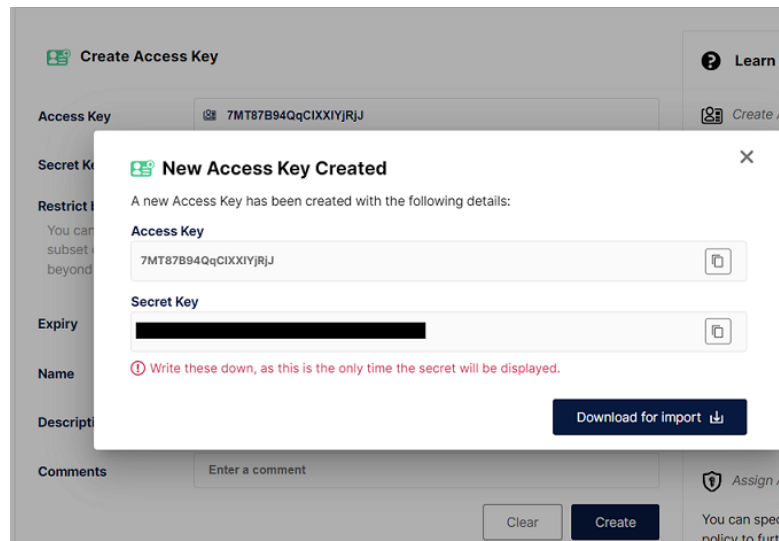 Create Access Key
Learn
Access Key
7MT87B94QqCIXXIYjRjJ
Create
Secret Ke
New Access Key Created
A new Access Key has been created with the following details:
Restrict
You can
subset
beyond
Access Key
7MT87B94QqCIXXIYjRjJ
Secret Key
Expiry
Write these down, as this is the only time the secret will be displayed.
Name
Download for import
Descripti
Comments
Enter a comment
Assign
Clear
Create
You can spec
policy to furt